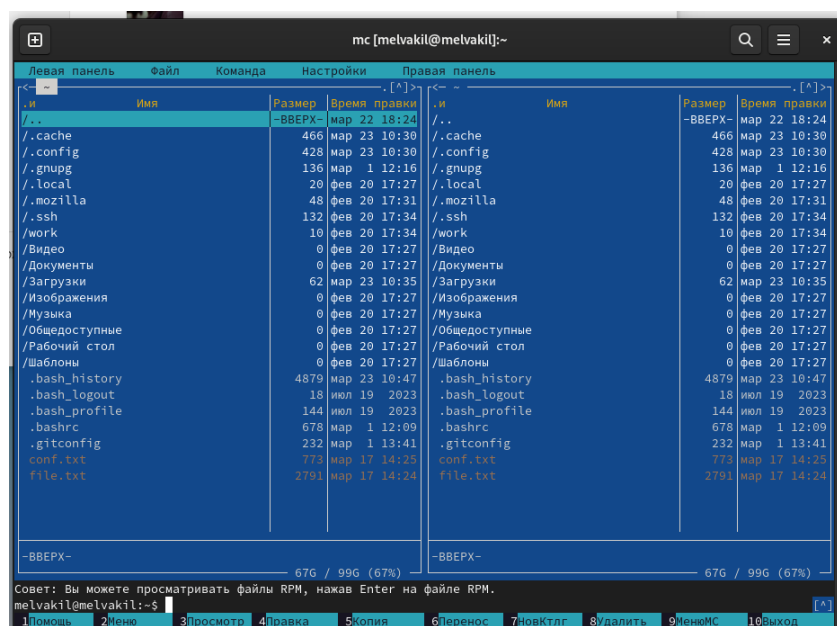 mc [melvakil@melvakil]:~
Левая панель Файл Команда Настройки Правая панель
<— ~ .[^]> <— ~ .[^]>
.и Имя Размер Время правки .и Имя Размер Время правки
/.. -ВВЕРХ- мар 22 18:24 /.. -ВВЕРХ- мар 22 18:24
/.cache 466 мар 23 10:30 /.cache 466 мар 23 10:30
/.config 428 мар 23 10:30 /.config 428 мар 23 10:30
/.gnupg 136 мар 1 12:16 /.gnupg 136 мар 1 12:16
/.local 20 фев 20 17:27 /.local 20 фев 20 17:27
/.mozilla 48 фев 20 17:31 /.mozilla 48 фев 20 17:31
/.ssh 132 фев 20 17:34 /.ssh 132 фев 20 17:34
/work 10 фев 20 17:34 /work 10 фев 20 17:34
/Видео 0 фев 20 17:27 /Видео 0 фев 20 17:27
/Документы 0 фев 20 17:27 /Документы 0 фев 20 17:27
/Загрузки 62 мар 23 10:35 /Загрузки 62 мар 23 10:35
/Изображения 0 фев 20 17:27 /Изображения 0 фев 20 17:27
/Музыка 0 фев 20 17:27 /Музыка 0 фев 20 17:27
/Общедоступные 0 фев 20 17:27 /Общедоступные 0 фев 20 17:27
/Рабочий стол 0 фев 20 17:27 /Рабочий стол 0 фев 20 17:27
/Шаблоны 0 фев 20 17:27 /Шаблоны 0 фев 20 17:27
.bash_history 4879 мар 23 10:47 .bash_history 4879 мар 23 10:47
.bash_logout 18 июл 19 2023 .bash_logout 18 июл 19 2023
.bash_profile 144 июл 19 2023 .bash_profile 144 июл 19 2023
.bashrc 678 мар 1 12:09 .bashrc 678 мар 1 12:09
.gitconfig 232 мар 1 13:41 .gitconfig 232 мар 1 13:41
conf.txt 773 мар 17 14:25 conf.txt 773 мар 17 14:25
file.txt 2791 мар 17 14:24 file.txt 2791 мар 17 14:24
-ВВЕРХ- -ВВЕРХ-
67G / 99G (67%) 67G / 99G (67%)
Совет: Вы можете просматривать файлы RPM, нажав Enter на файле RPM.
melvakil@melvakil:~$ [^]
1Помощь 2Меню 3Просмотр 4Правка 5Копия 6Перенос 7НовКтлг 8Удалить 9МенюМС 10Выход